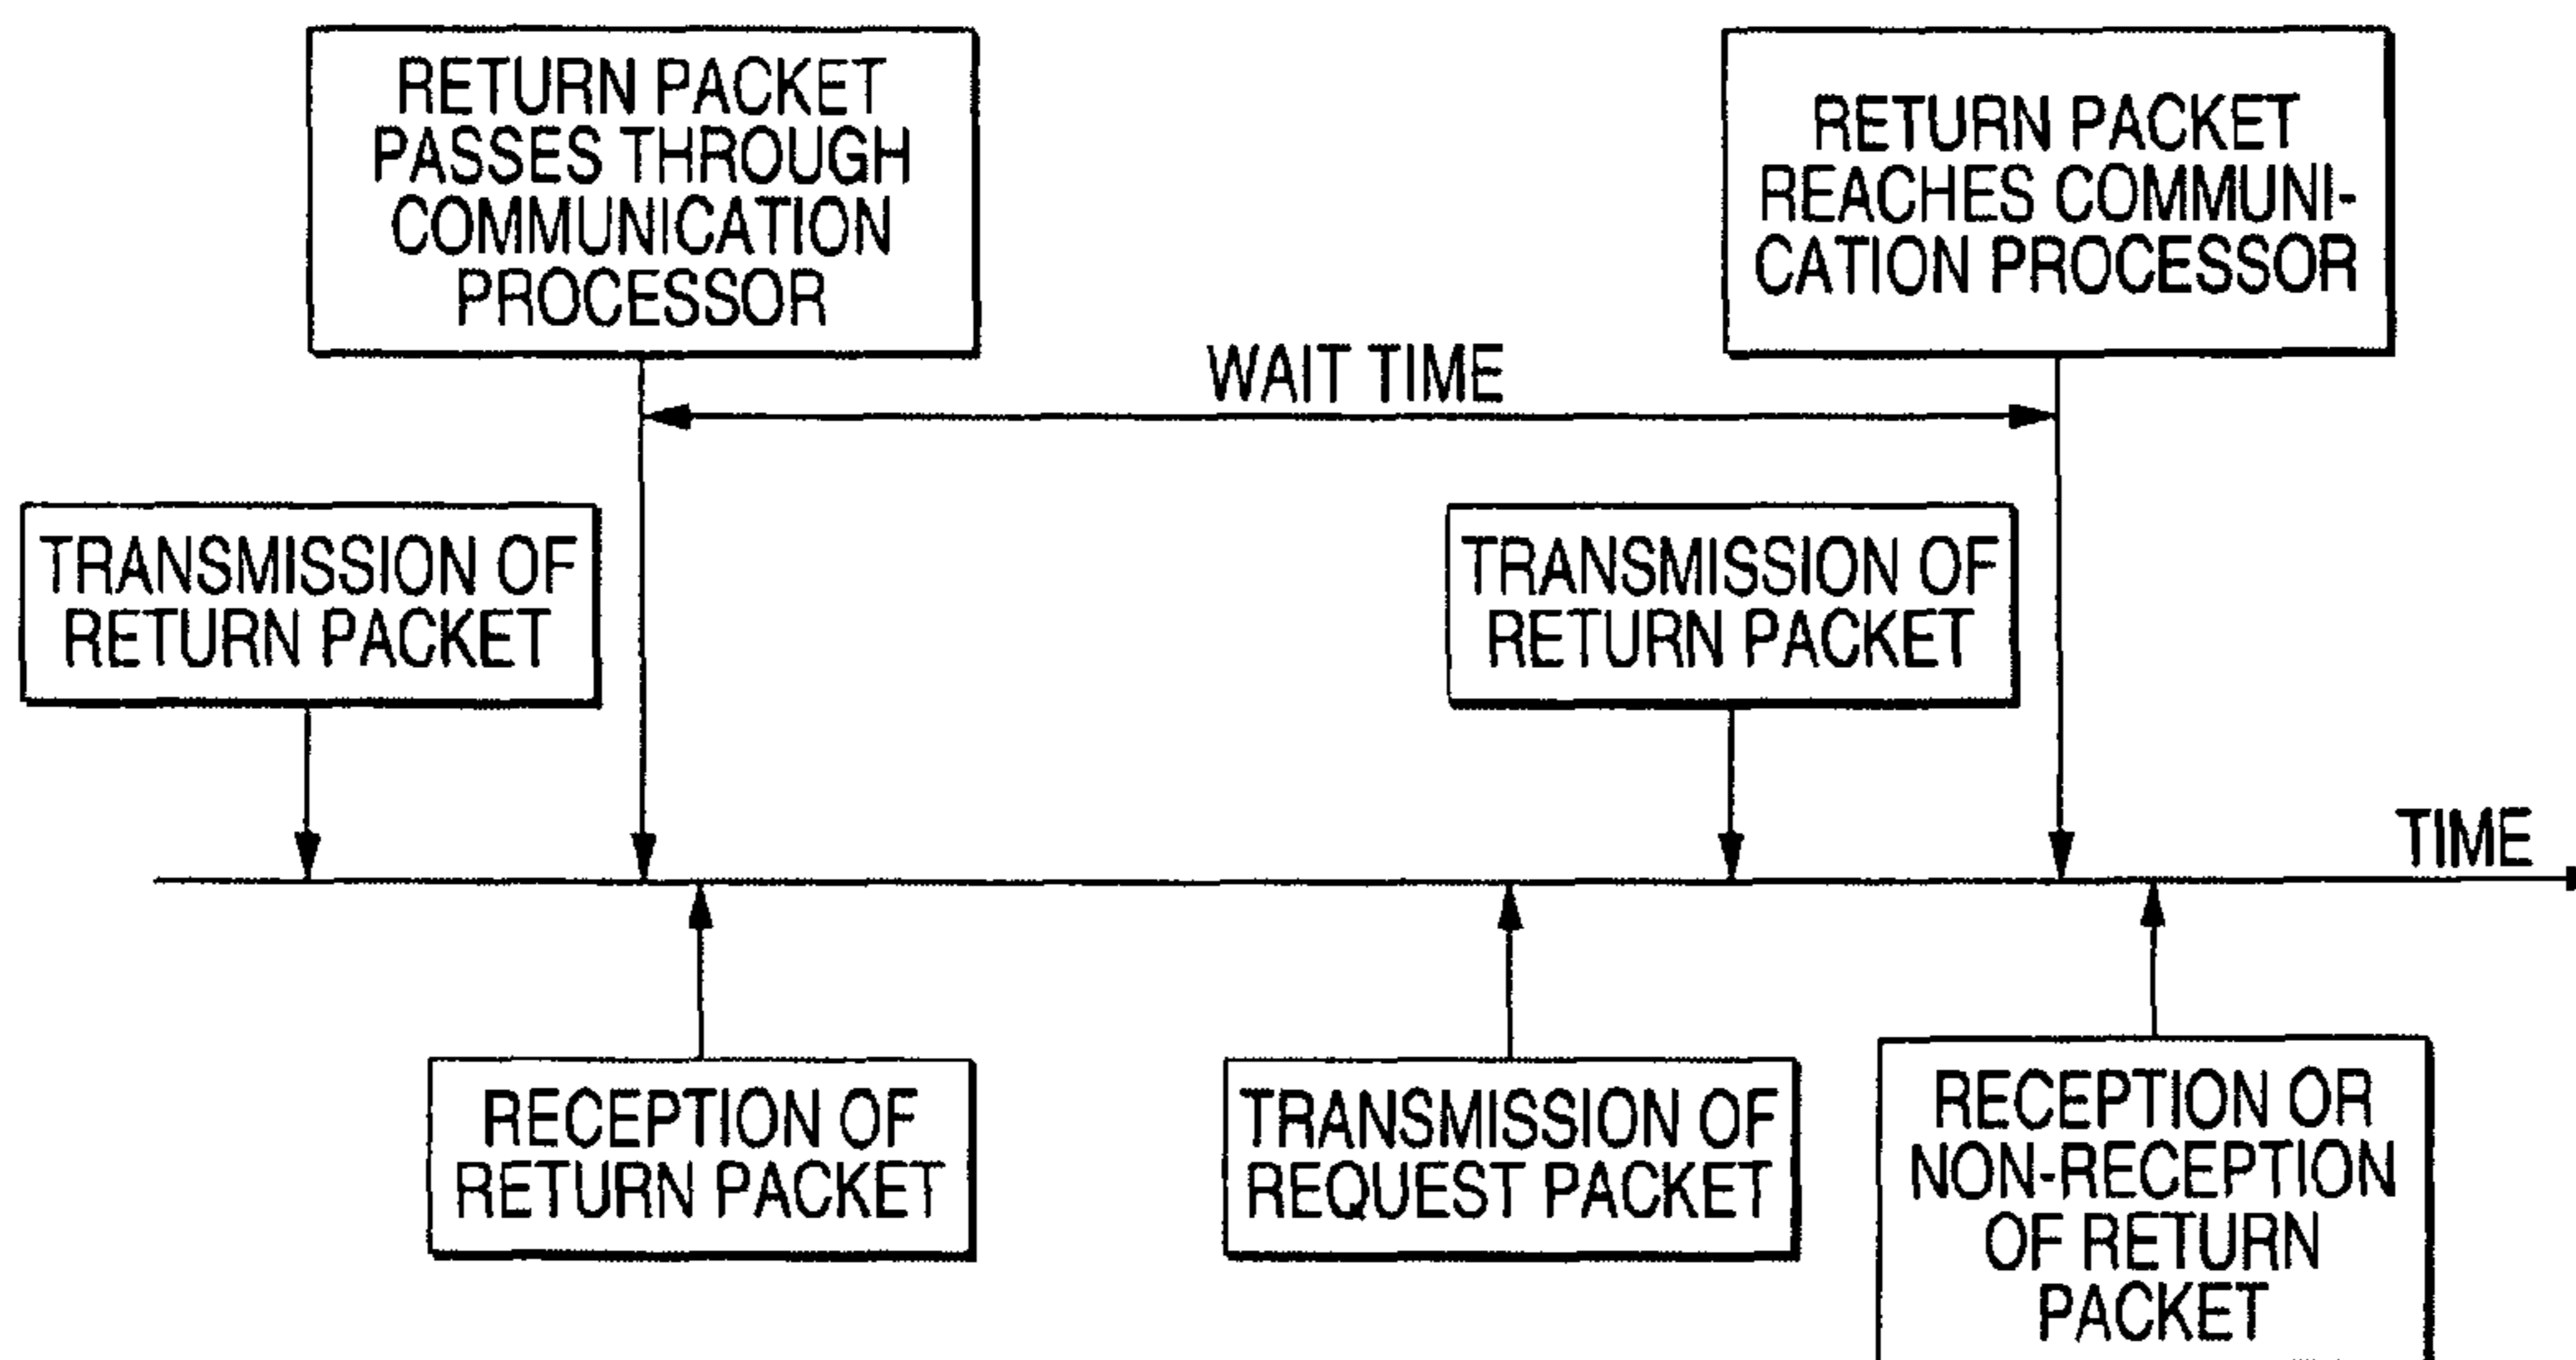 RETURN PACKET
PASSES THROUGH
COMMUNICATION
PROCESSOR
RETURN PACKET
REACHES COMMUNI-
CATION PROCESSOR
WAIT TIME
TRANSMISSION OF
RETURN PACKET
TRANSMISSION OF
RETURN PACKET
TIME
RECEPTION OF
RETURN PACKET
TRANSMISSION OF
REQUEST PACKET
RECEPTION OR
NON-RECEPTION
OF RETURN
PACKET